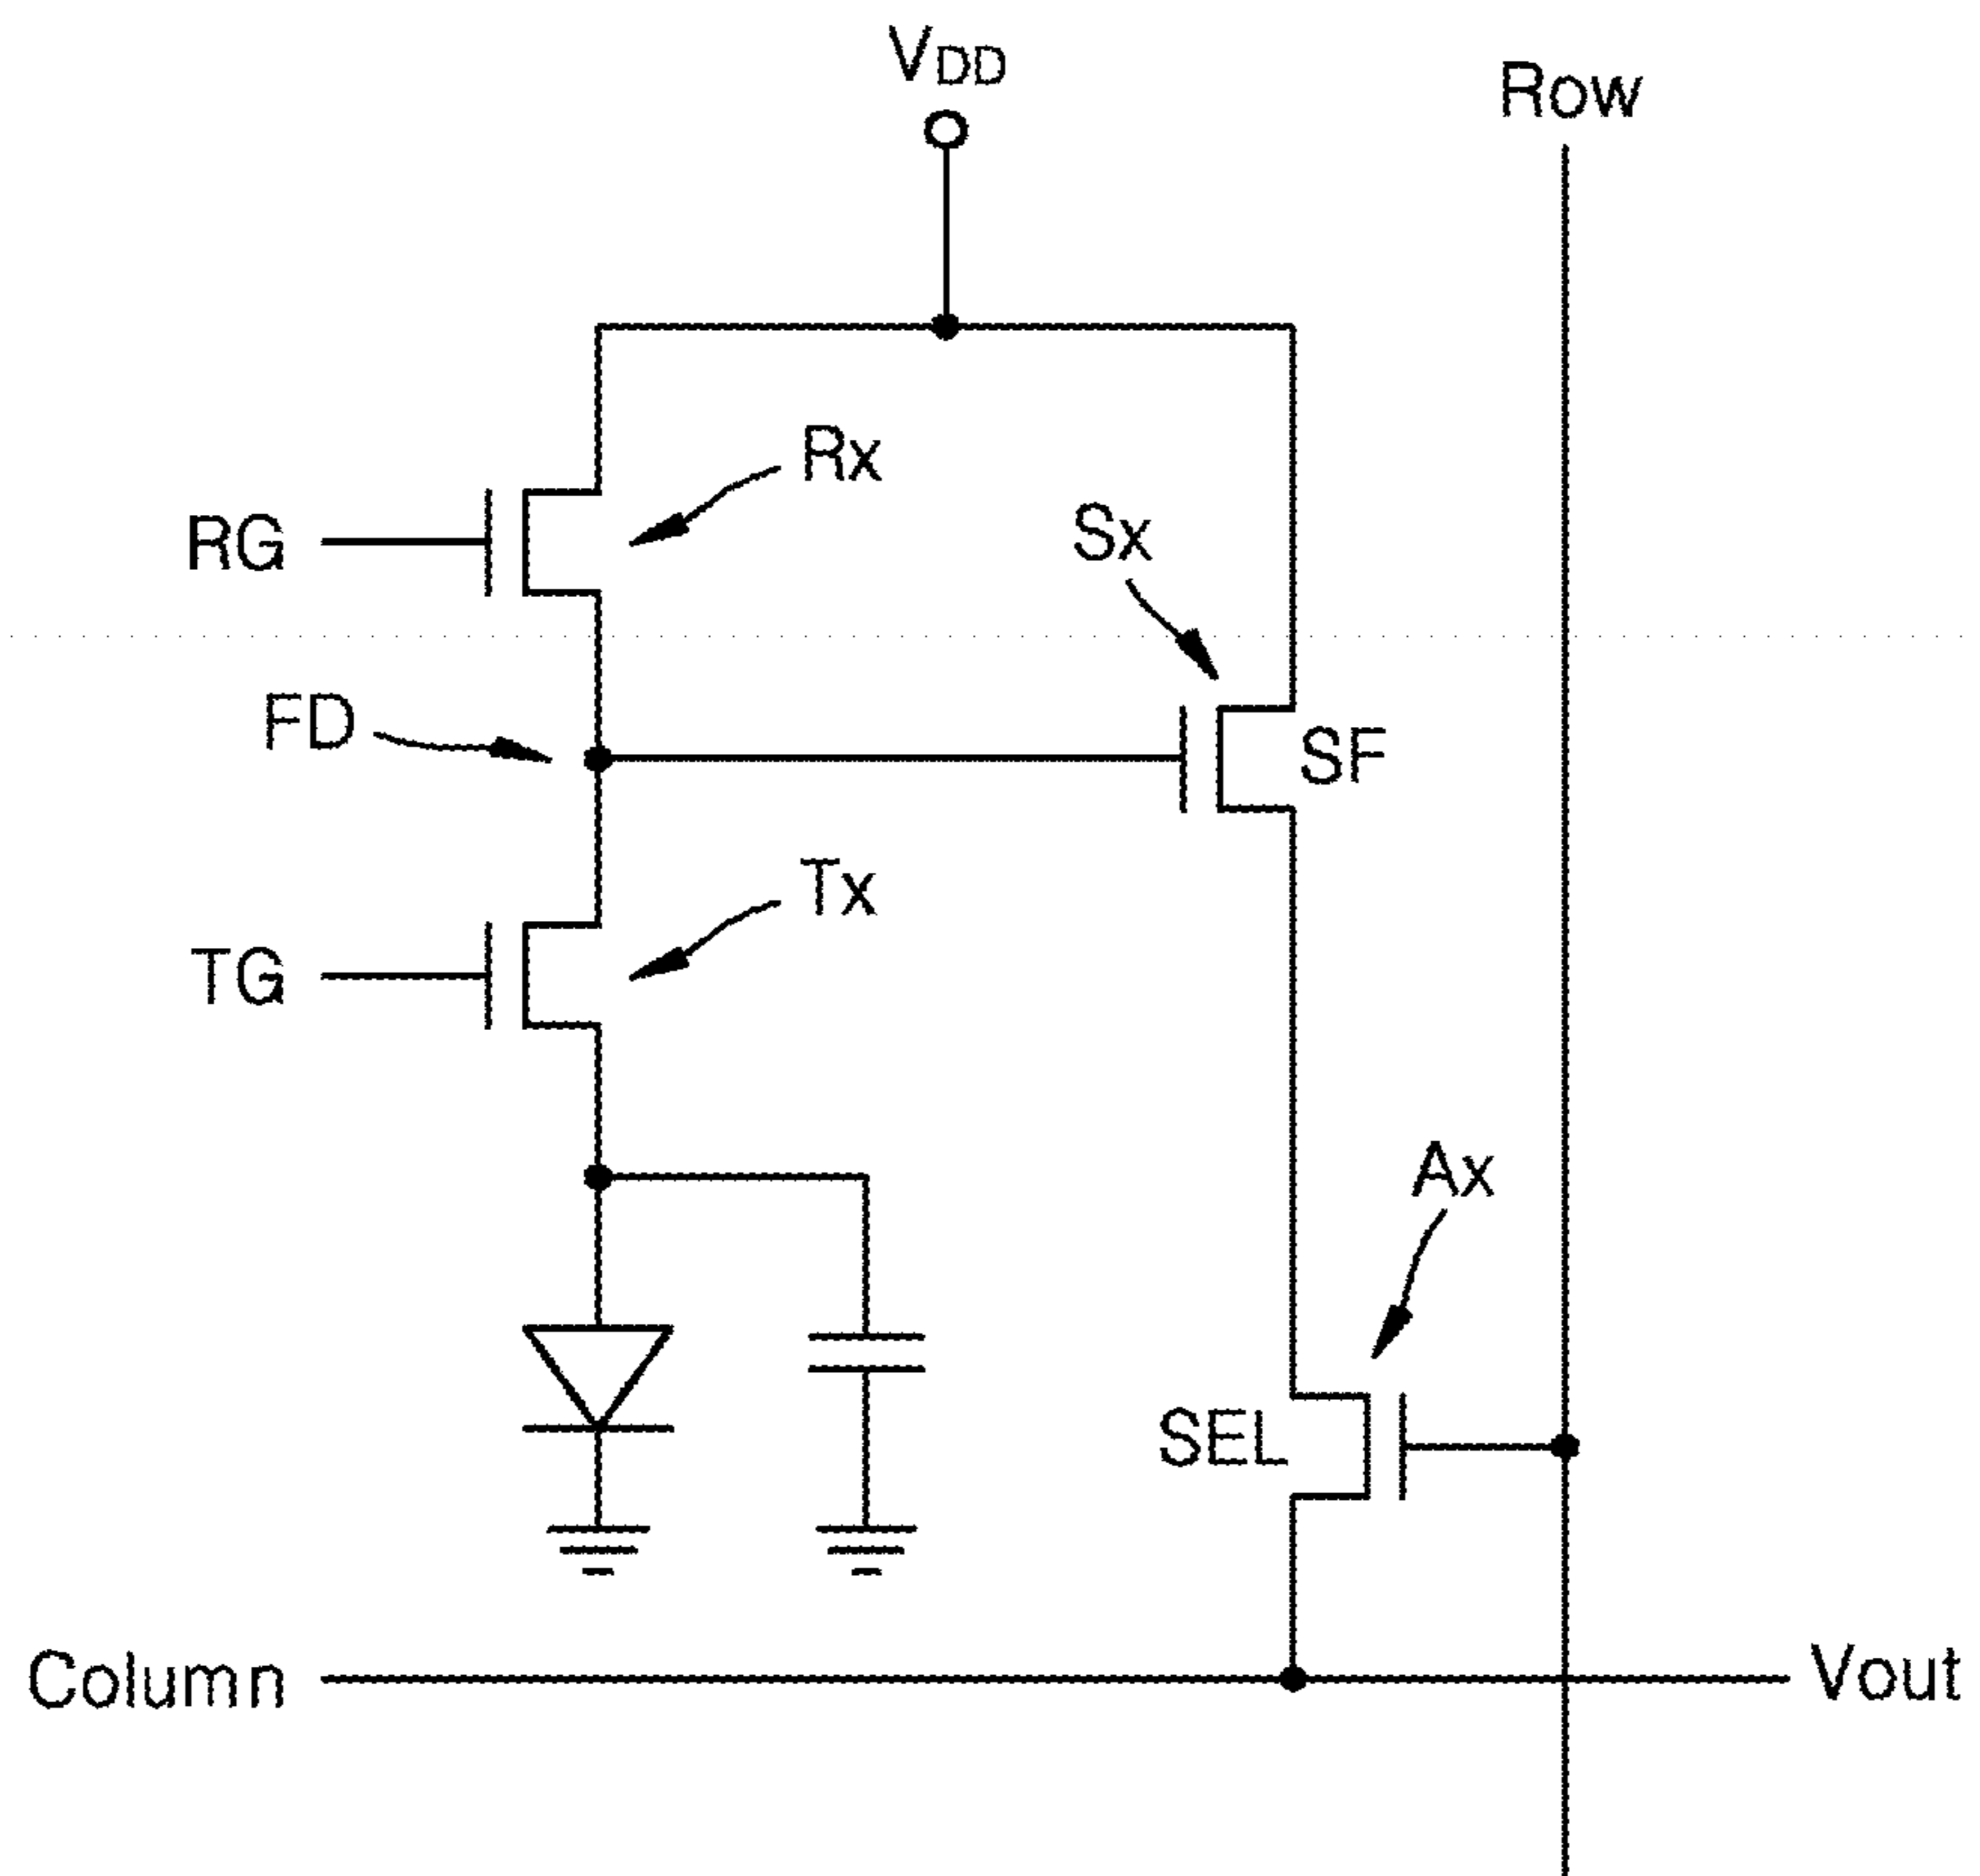 VDD
Row
Rx
RG
Sx
FD
SF
Tx
TG
Ax
SEL
Column
Vout